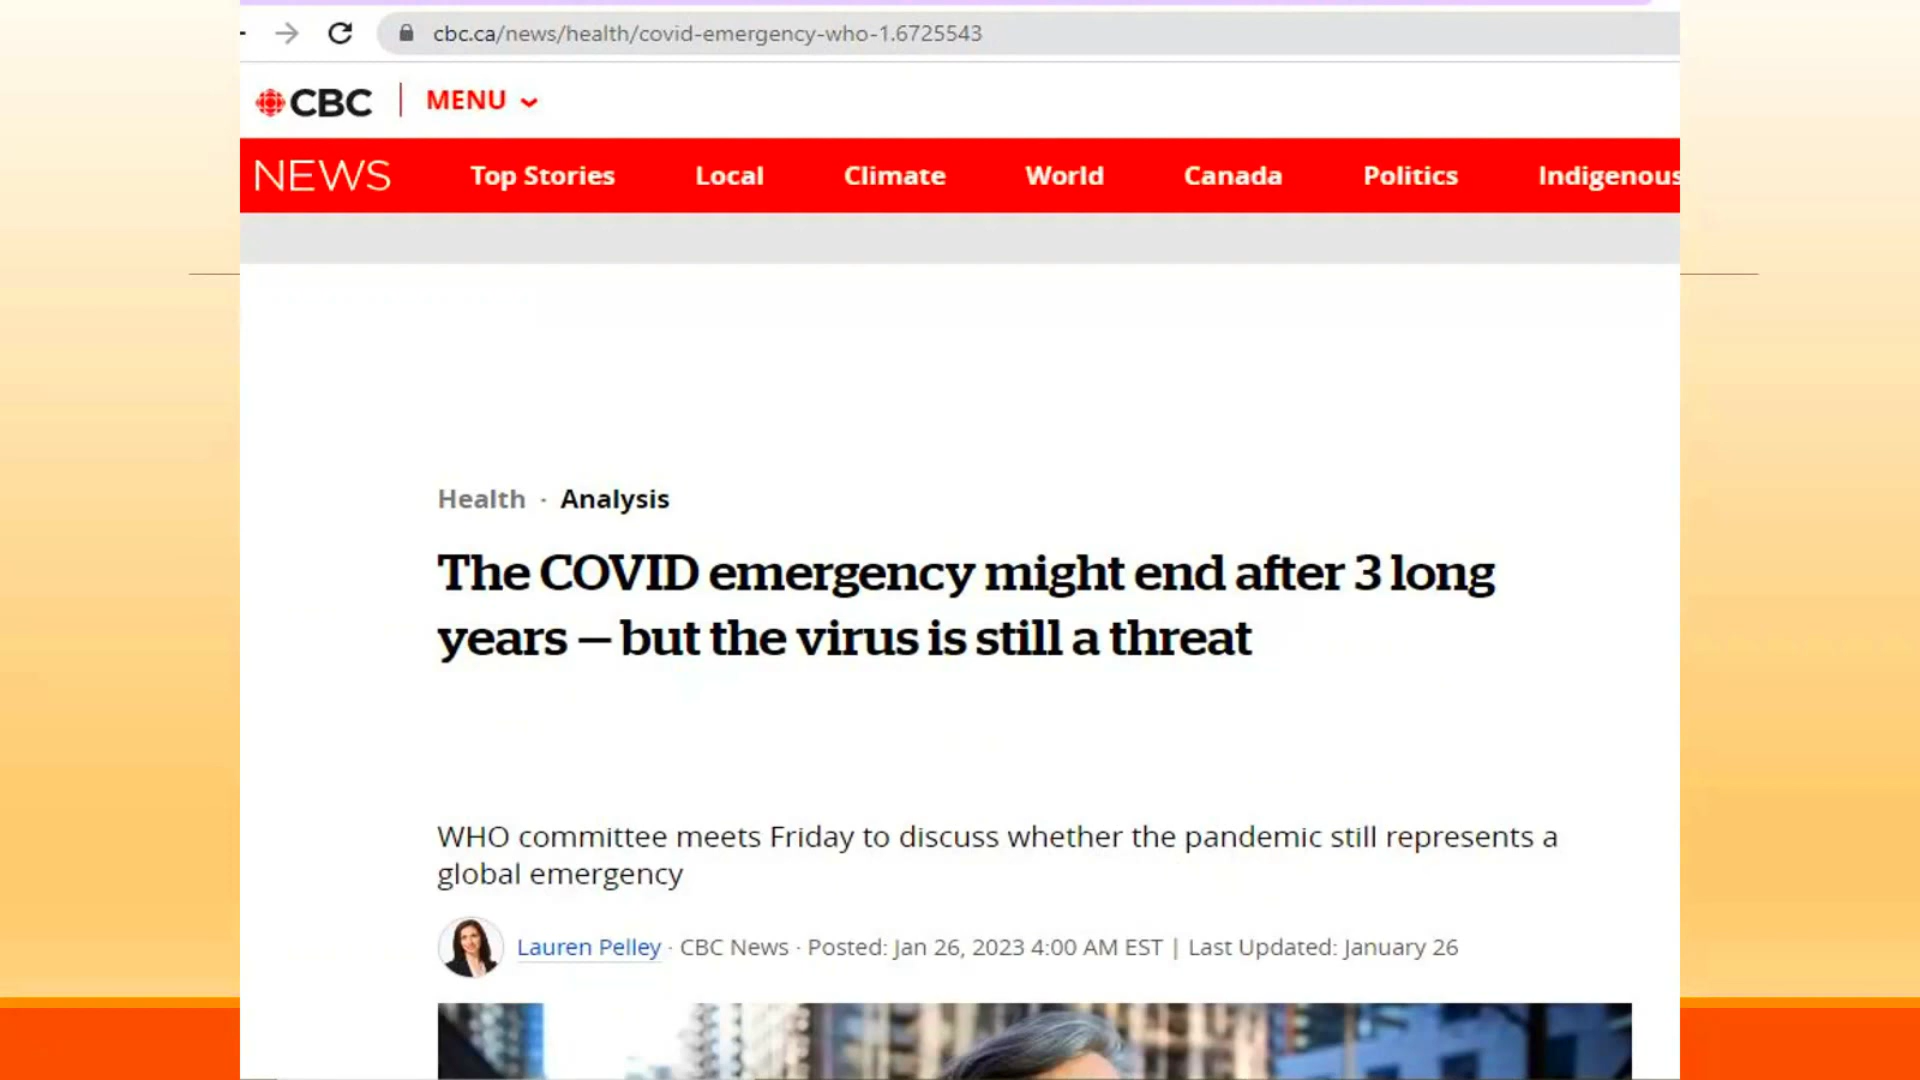 cbc.ca/news/health/covid-emergency-who-1.6725543
CBC | MENU
NEWS Top Stories Local Climate World Canada Politics Indigenous
Health · Analysis
The COVID emergency might end after 3 long
years — but the virus is still a threat
WHO committee meets Friday to discuss whether the pandemic still represents a
global emergency
Lauren Pelley · CBC News · Posted: Jan 26, 2023 4:00 AM EST | Last Updated: January 26